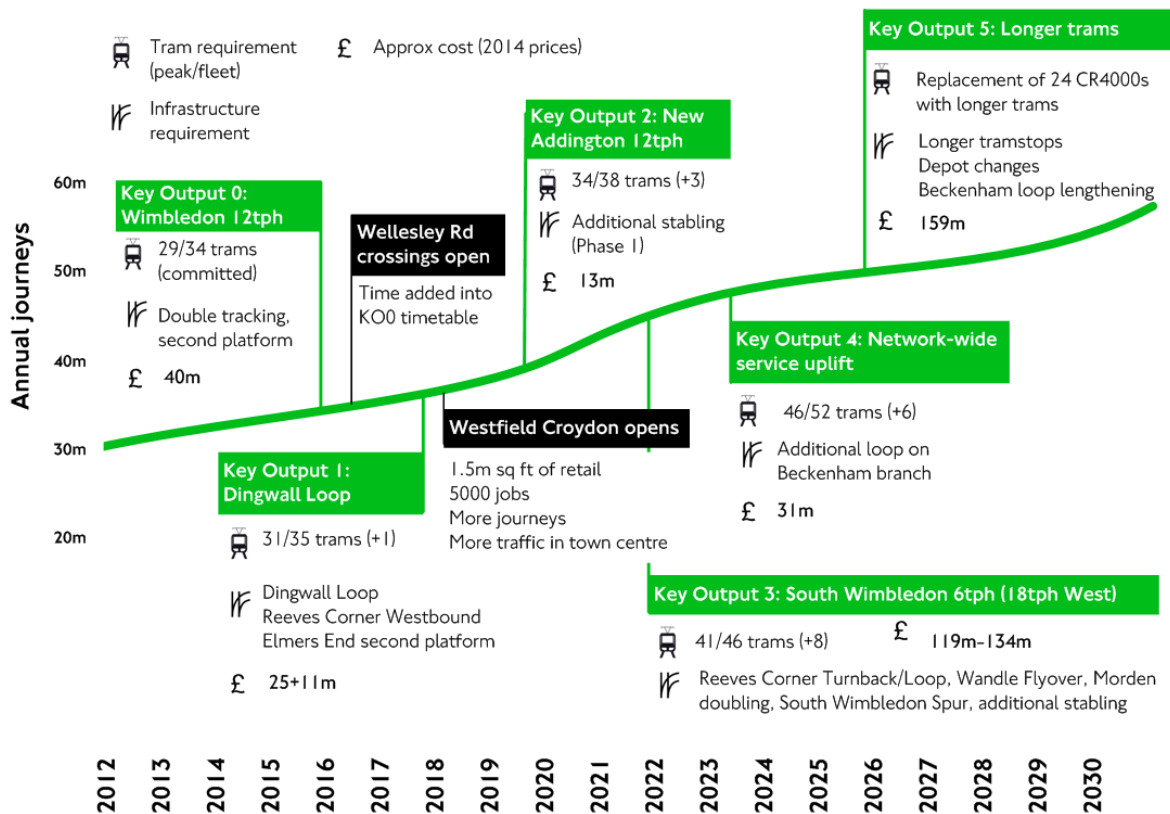 Tram requirement
(peak/fleet)
£ Approx cost (2014 prices)
Infrastructure
requirement
Annual journeys
60m
50m
40m
30m
20m
Key Output 0:
Wimbledon 12tph
29/34 trams
(committed)
Double tracking,
second platform
£ 40m
Wellesley Rd
crossings open
Time added into
KO0 timetable
Key Output 1:
Dingwall Loop
31/35 trams (+1)
Dingwall Loop
Reeves Corner Westbound
Elmers End second platform
£ 25+11m
Westfield Croydon opens
1.5m sq ft of retail
5000 jobs
More journeys
More traffic in town centre
Key Output 2: New
Addington 12tph
34/38 trams (+3)
Additional stabling
(Phase 1)
£ 13m
Key Output 3: South Wimbledon 6tph (18tph West)
41/46 trams (+8)
£ 119m-134m
Reeves Corner Turnback/Loop, Wandle Flyover, Morden
doubling, South Wimbledon Spur, additional stabling
Key Output 4: Network-wide
service uplift
46/52 trams (+6)
Additional loop on
Beckenham branch
£ 31m
Key Output 5: Longer trams
Replacement of 24 CR4000s
with longer trams
Longer tramstops
Depot changes
Beckenham loop lengthening
£ 159m
2012
2013
2014
2015
2016
2017
2018
2019
2020
2021
2022
2023
2024
2025
2026
2027
2028
2029
2030